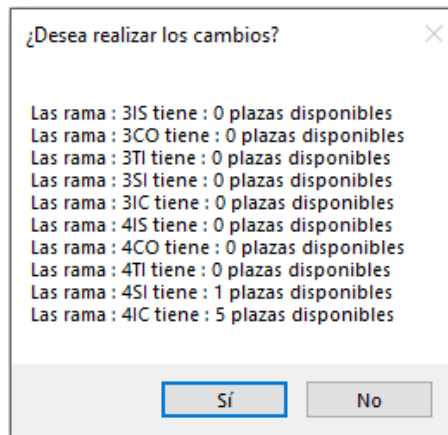 ¿Desea realizar los cambios?
Las rama : 3IS tiene : 0 plazas disponibles
Las rama : 3CO tiene : 0 plazas disponibles
Las rama : 3TI tiene : 0 plazas disponibles
Las rama : 3SI tiene : 0 plazas disponibles
Las rama : 3IC tiene : 0 plazas disponibles
Las rama : 4IS tiene : 0 plazas disponibles
Las rama : 4CO tiene : 0 plazas disponibles
Las rama : 4TI tiene : 0 plazas disponibles
Las rama : 4SI tiene : 1 plazas disponibles
Las rama : 4IC tiene : 5 plazas disponibles
Sí No